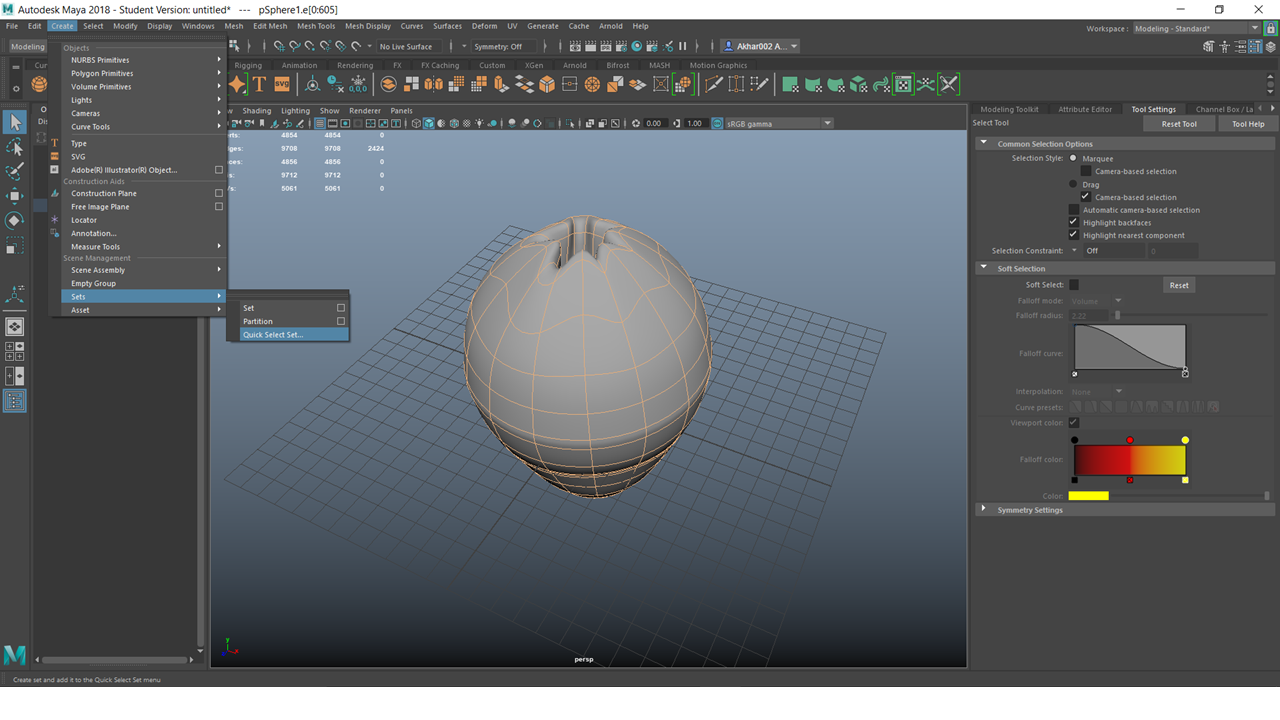 Autodesk Maya 2018 - Student Version: untitled* --- pSphere1.e[0:605]
File Edit Create Select Modify Display Windows Mesh Edit Mesh Mesh Tools Mesh Display Curves Surfaces Deform UV Generate Cache Arnold Help
Workspace : Modeling - Standard*
Modeling No Live Surface Symmetry: Off Akhar002 A...
Rigging Animation Rendering FX FX Caching Custom XGen Arnold Bifrost MASH Motion Graphics
Objects
NURBS Primitives
Polygon Primitives
Volume Primitives
Lights
Cameras
Curve Tools
Type
SVG
Adobe(R) Illustrator(R) Object...
Construction Aids
Construction Plane
Free Image Plane
Locator
Annotation...
Measure Tools
Scene Management
Scene Assembly
Empty Group
Sets
Asset
Set
Partition
Quick Select Set...
Shading Lighting Show Renderer Panels
0.00 1.00 sRGB gamma
4854 4854 0
9708 9708 2424
4856 4856 0
9712 9712 0
5061 5061 0
persp
Modeling Toolkit Attribute Editor Tool Settings Channel Box / La
Select Tool Reset Tool Tool Help
Common Selection Options
Selection Style: Marquee
Camera-based selection
Drag
Camera-based selection
Automatic camera-based selection
Highlight backfaces
Highlight nearest component
Selection Constraint: Off 0
Soft Selection
Soft Select: Reset
Falloff mode: Volume
Falloff radius: 2.22
Falloff curve:
Interpolation: None
Curve presets:
Viewport color:
Falloff color:
Color:
Symmetry Settings
Create set and add it to the Quick Select Set menu